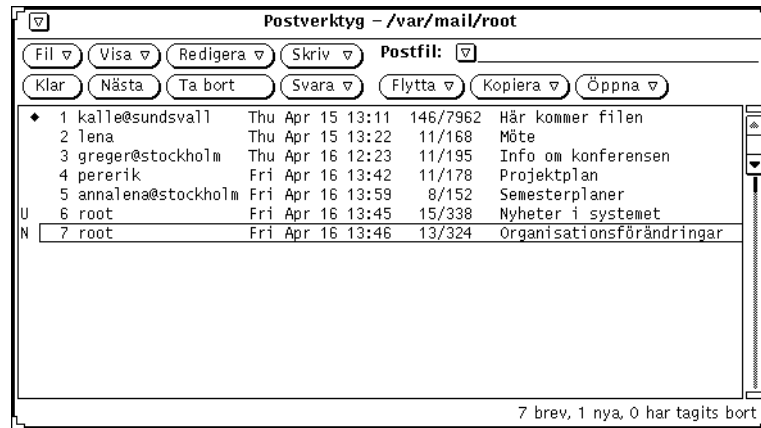 Postverktyg – /var/mail/root
Fil Visa Redigera Skriv Postfil:
Klar Nästa Ta bort Svara Flytta Kopiera Öppna
1 kalle@sundsvall Thu Apr 15 13:11 146/7962 Här kommer filen
2 lena Thu Apr 15 13:22 11/168 Möte
3 greger@stockholm Thu Apr 16 12:23 11/195 Info om konferensen
4 pererik Fri Apr 16 13:42 11/178 Projektplan
5 annalena@stockholm Fri Apr 16 13:59 8/152 Semesterplaner
U 6 root Fri Apr 16 13:45 15/338 Nyheter i systemet
N 7 root Fri Apr 16 13:46 13/324 Organisationsförändringar
7 brev, 1 nya, 0 har tagits bort